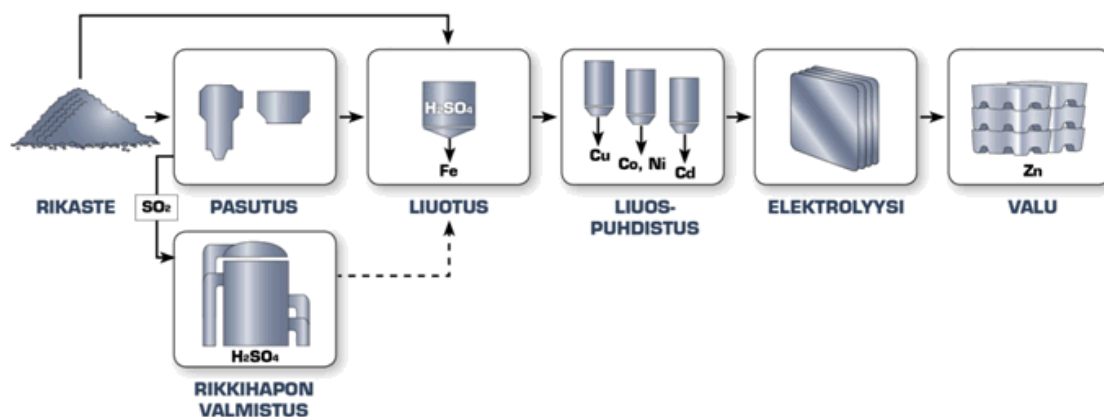 H₂SO₄
Fe
Cu
Co, Ni
Cd
Zn
RIKASTE
SO₂
PASUTUS
LIUOTUS
LIUOS-
PUHDISTUS
ELEKTROLYYSI
VALU
H₂SO₄
RIKKIHAPON
VALMISTUS